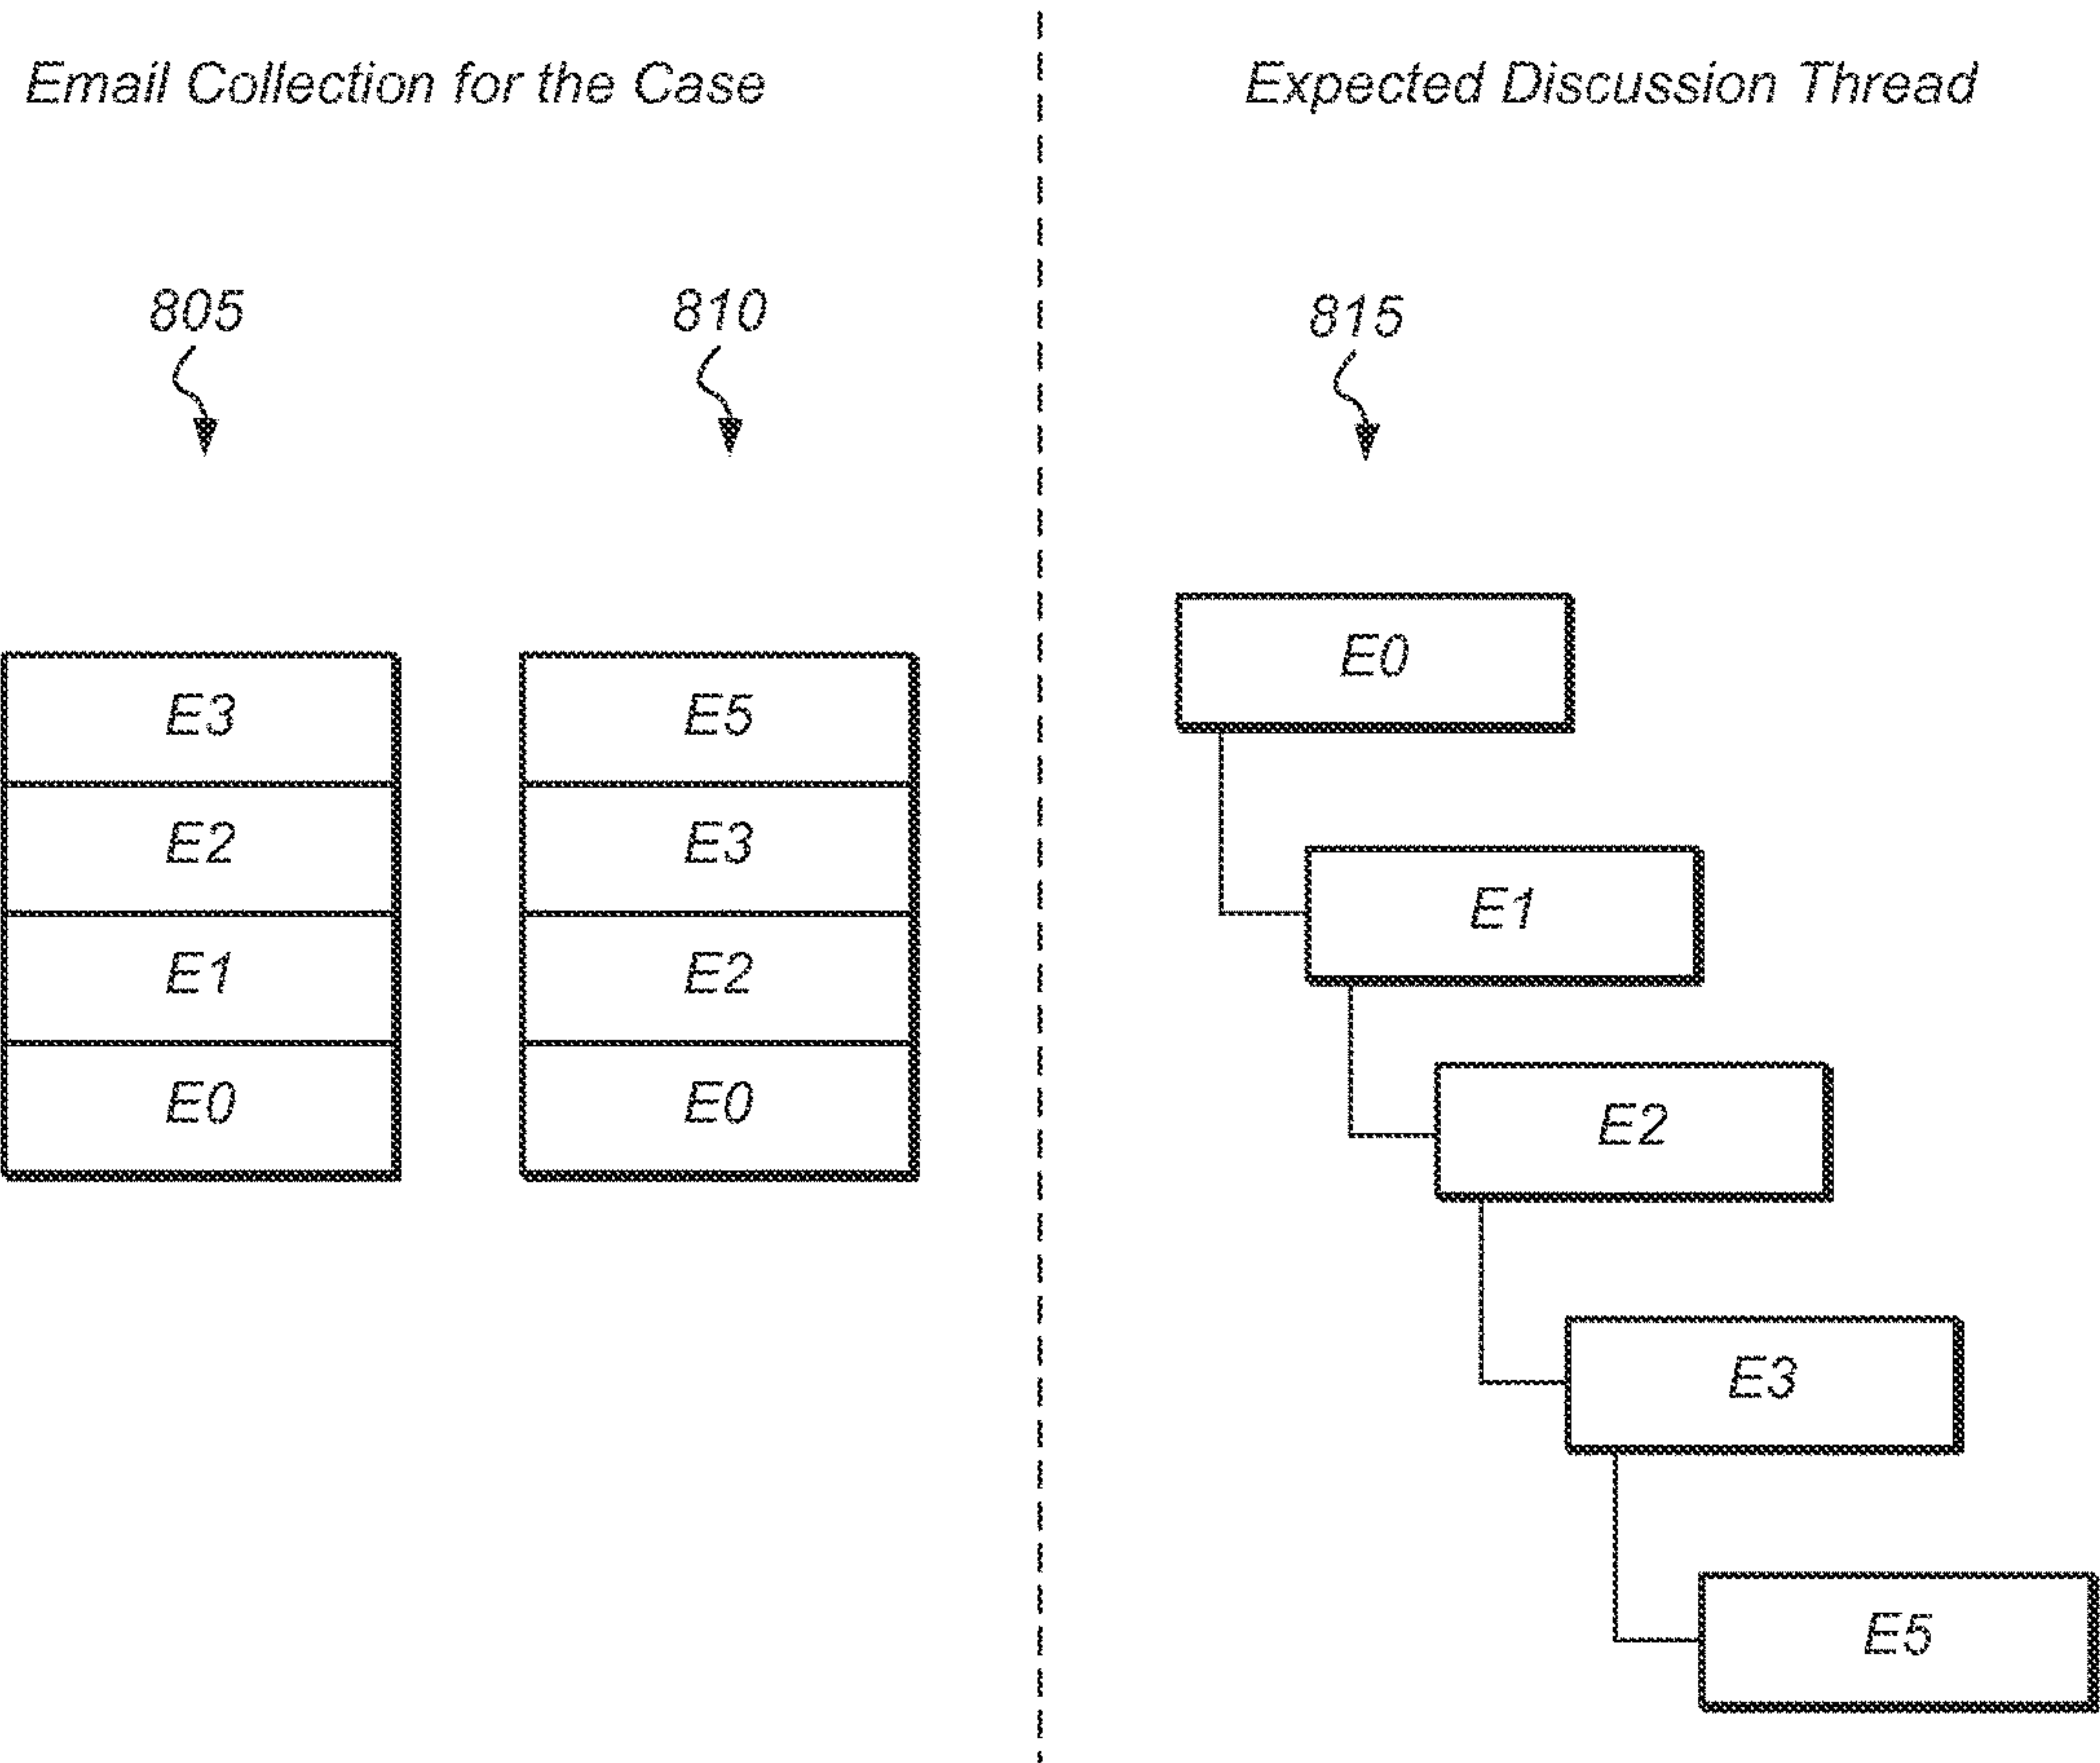 Email Collection for the Case
Expected Discussion Thread
805
810
815
E3
E2
E1
E0
E5
E3
E2
E0
E0
E1
E2
E3
E5